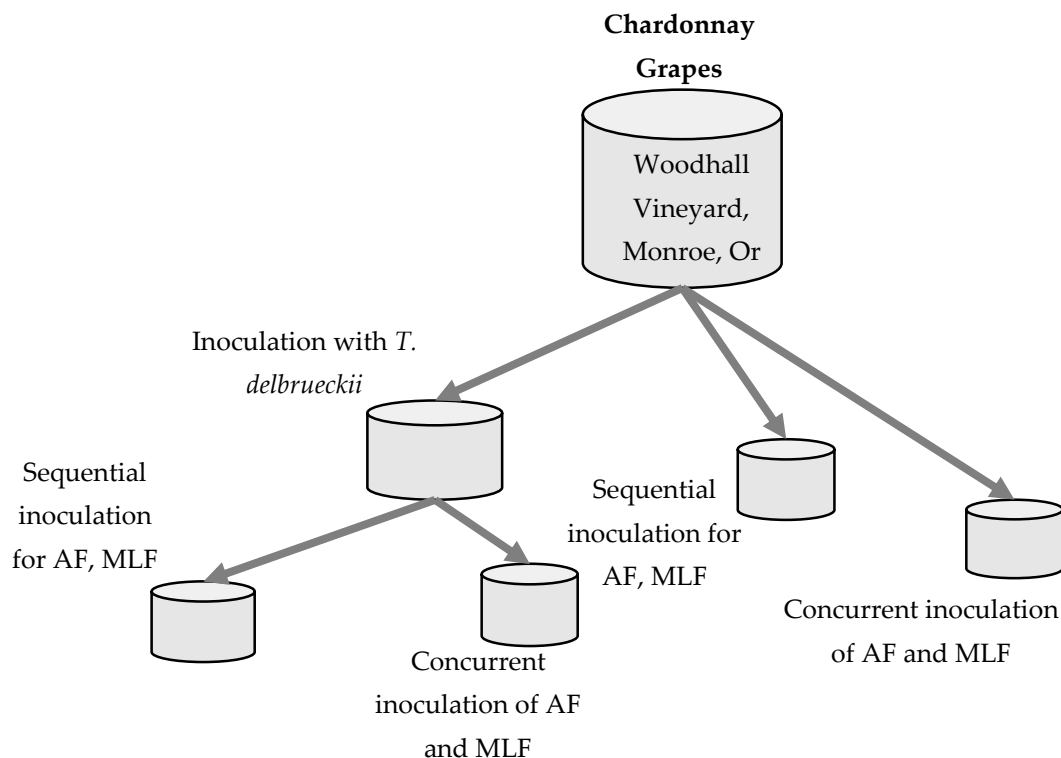 Chardonnay
Grapes
Woodhall
Vineyard,
Monroe, Or
Inoculation with T.
delbrueckii
Sequential
inoculation
for AF, MLF
Sequential
inoculation for
AF, MLF
Concurrent inoculation
of AF and MLF
Concurrent
inoculation of AF
and MLF